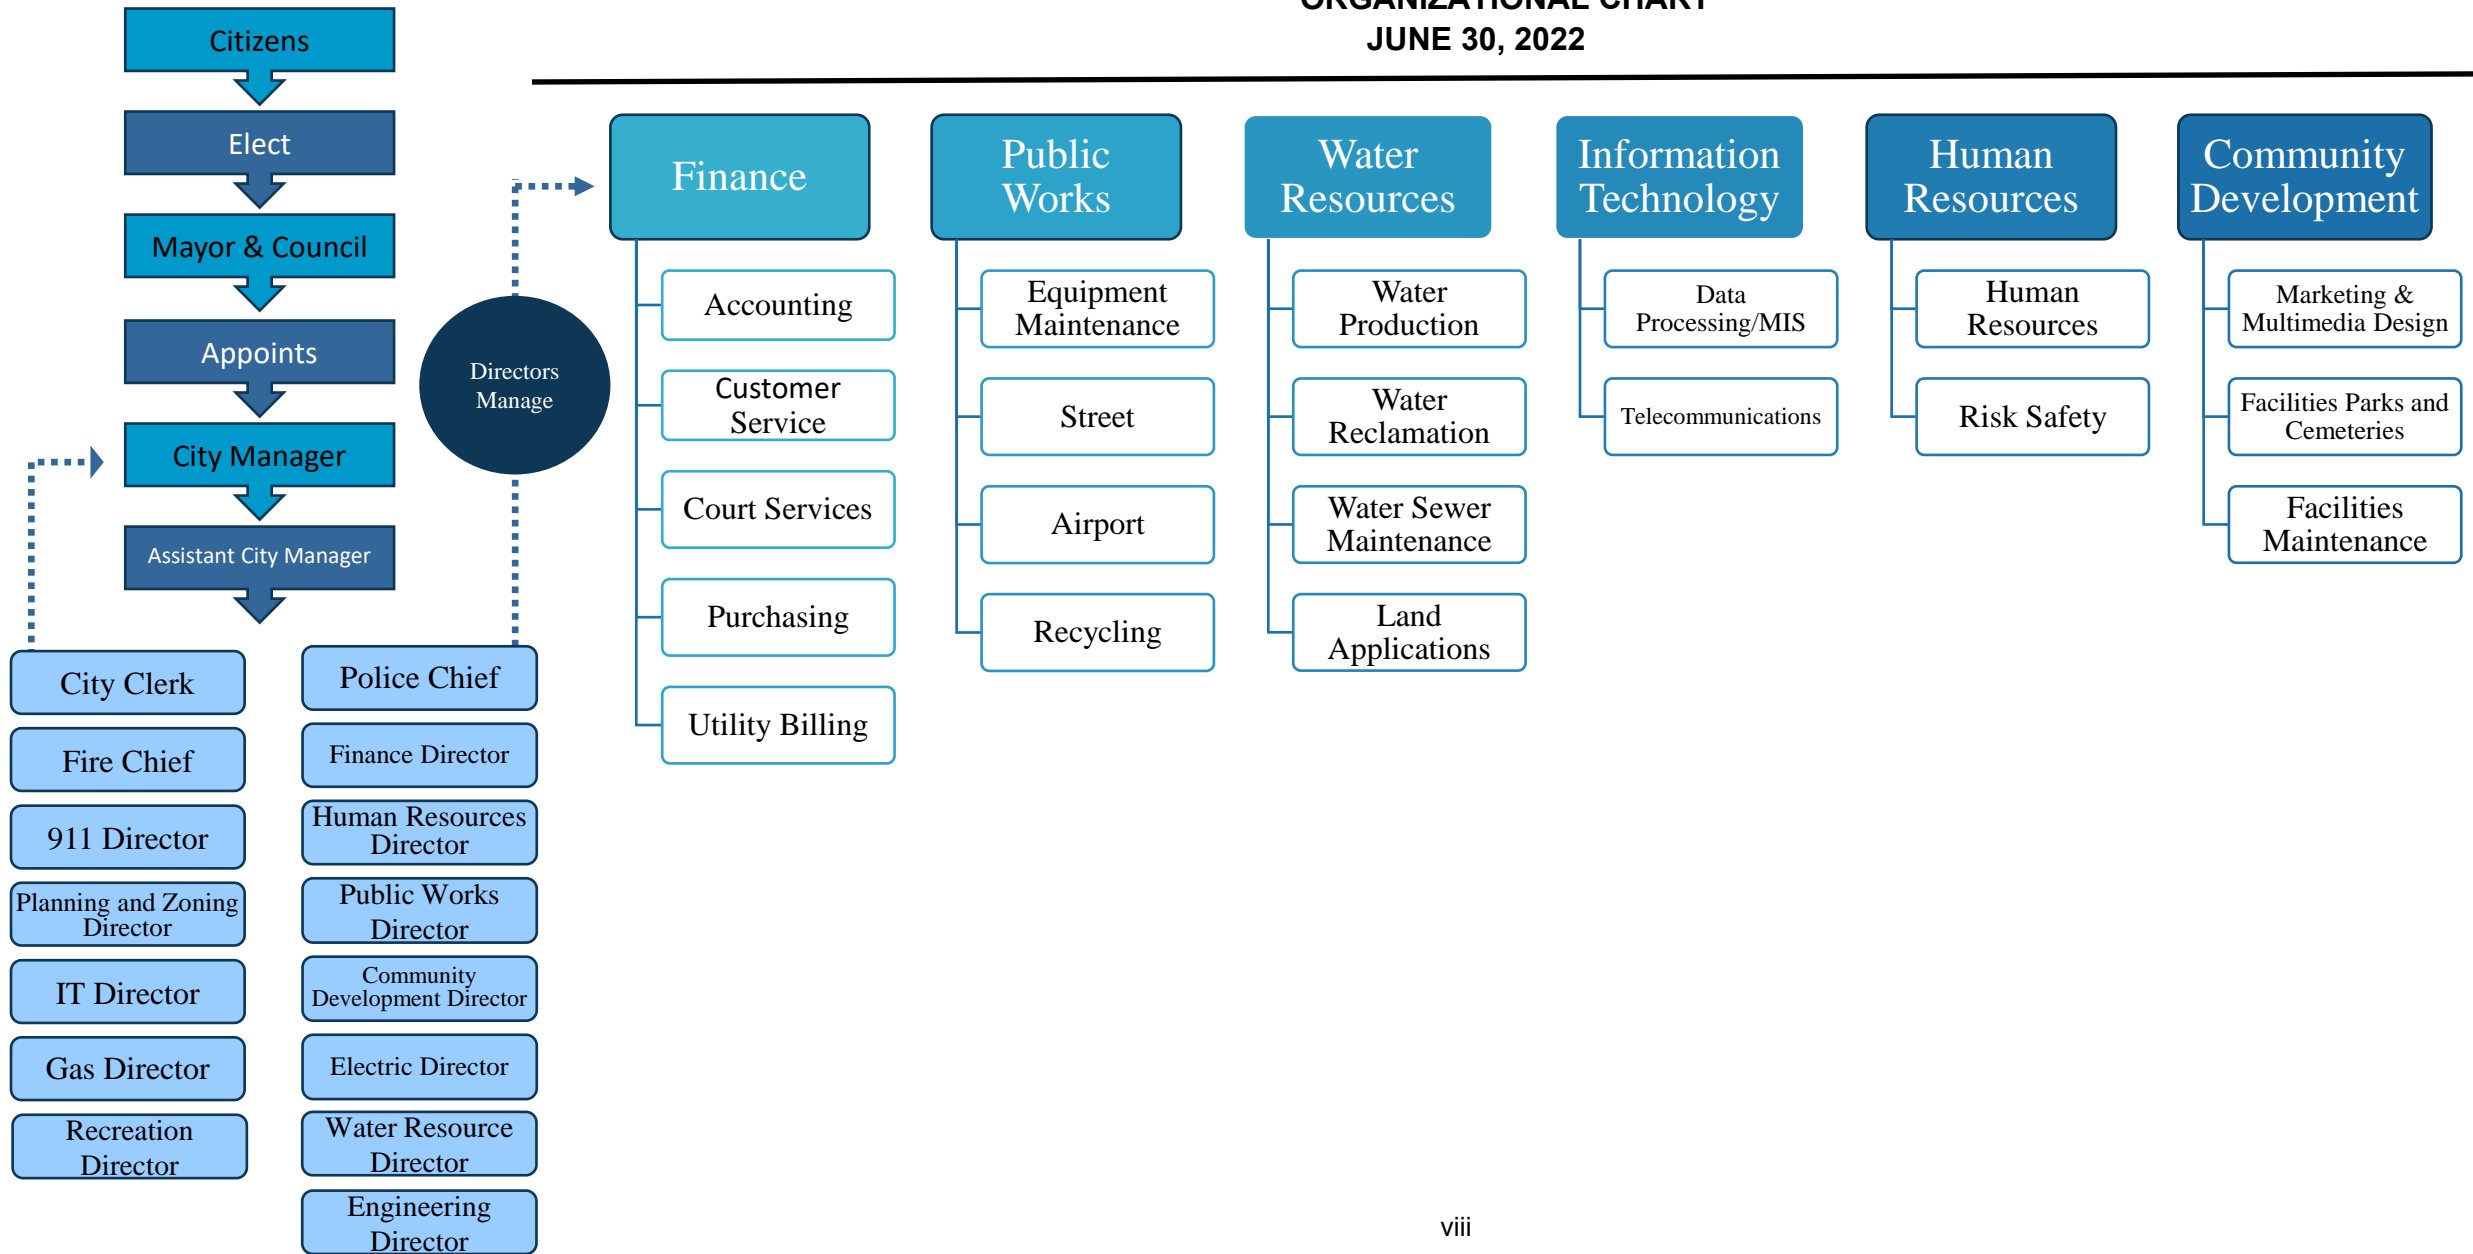 ORGANIZATIONAL CHART
JUNE 30, 2022
Citizens
Elect
Mayor & Council
Appoints
City Manager
Assistant City Manager
City Clerk
Fire Chief
911 Director
Planning and Zoning
Director
IT Director
Gas Director
Recreation
Director
Police Chief
Finance Director
Human Resources
Director
Public Works
Director
Community
Development Director
Electric Director
Water Resource
Director
Engineering
Director
Directors
Manage
Finance
Accounting
Customer
Service
Court Services
Purchasing
Utility Billing
Public
Works
Equipment
Maintenance
Street
Airport
Recycling
Water
Resources
Water
Production
Water
Reclamation
Water Sewer
Maintenance
Land
Applications
Information
Technology
Data
Processing/MIS
Telecommunications
Human
Resources
Human
Resources
Risk Safety
Community
Development
Marketing &
Multimedia Design
Facilities Parks and
Cemeteries
Facilities
Maintenance
viii